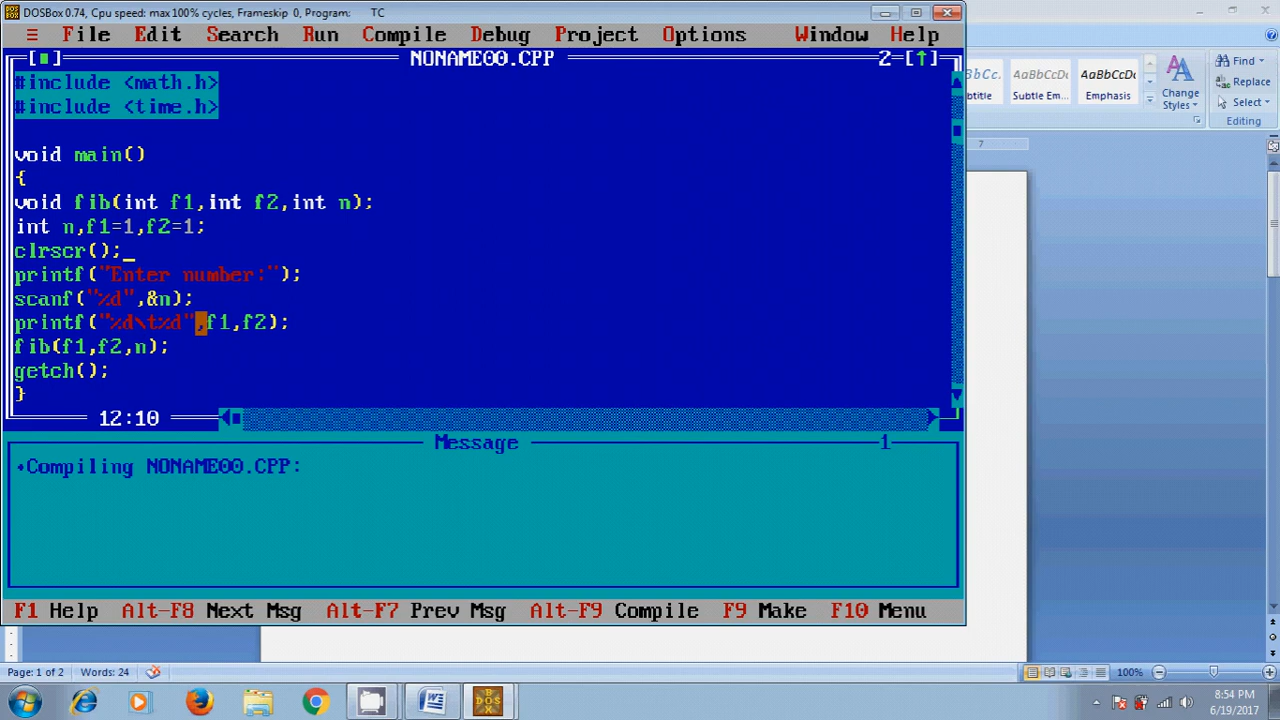 DOSBox 0.74, Cpu speed: max 100% cycles, Frameskip 0, Program: TC
≡ File Edit Search Run Compile Debug Project Options Window Help
[■] NONAME00.CPP 2=[↑]
#include <math.h>
#include <time.h>
void main()
{
void fib(int f1,int f2,int n);
int n,f1=1,f2=1;
clrscr();_
printf("Enter number:");
scanf("%d",&n);
printf("%d\t%d",f1,f2);
fib(f1,f2,n);
getch();
}
12:10
Message 1
•Compiling NONAME00.CPP:
F1 Help Alt-F8 Next Msg Alt-F7 Prev Msg Alt-F9 Compile F9 Make F10 Menu
AaBbCcDc AaBbCcDc
Subtle Em... Emphasis
Change Styles
Find
Replace
Select
Editing
7
Page: 1 of 2 Words: 24 100%
DOS
8:54 PM
6/19/2017